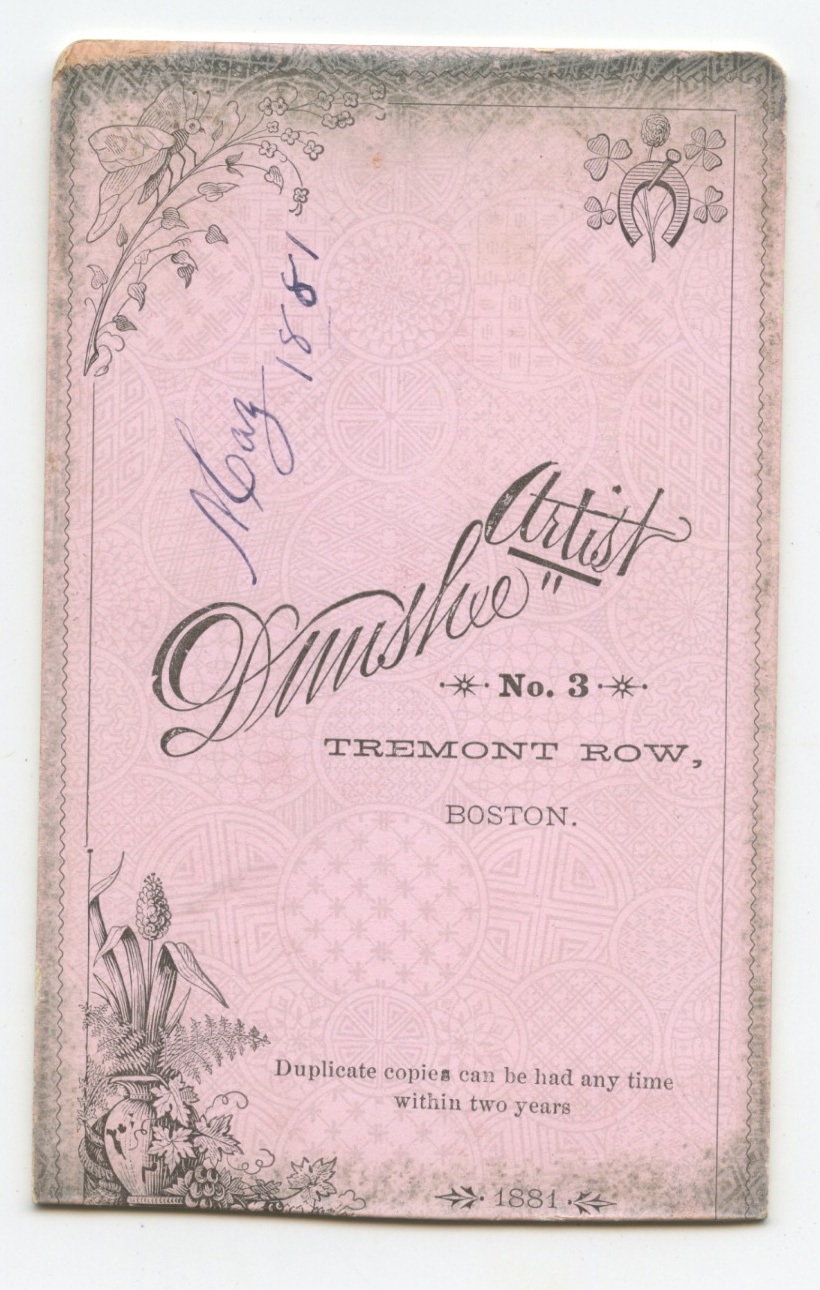 May 1881
Artist
Dunshee "
No. 3
TREMONT ROW,
BOSTON.
Duplicate copies can be had any time
within two years
1881